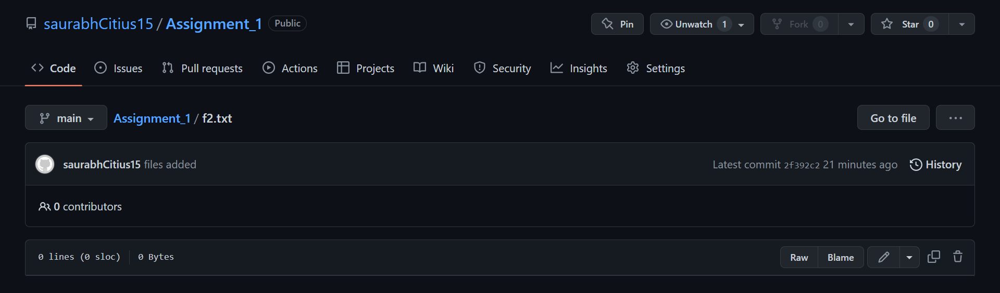 saurabhCitius15 / Assignment_1 Public Pin Unwatch 1 Fork 0 Star 0
Code Issues Pull requests Actions Projects Wiki Security Insights Settings
main Assignment_1 / f2.txt Go to file ...
saurabhCitius15 files added Latest commit 2f392c2 21 minutes ago History
0 contributors
0 lines (0 sloc) 0 Bytes Raw Blame